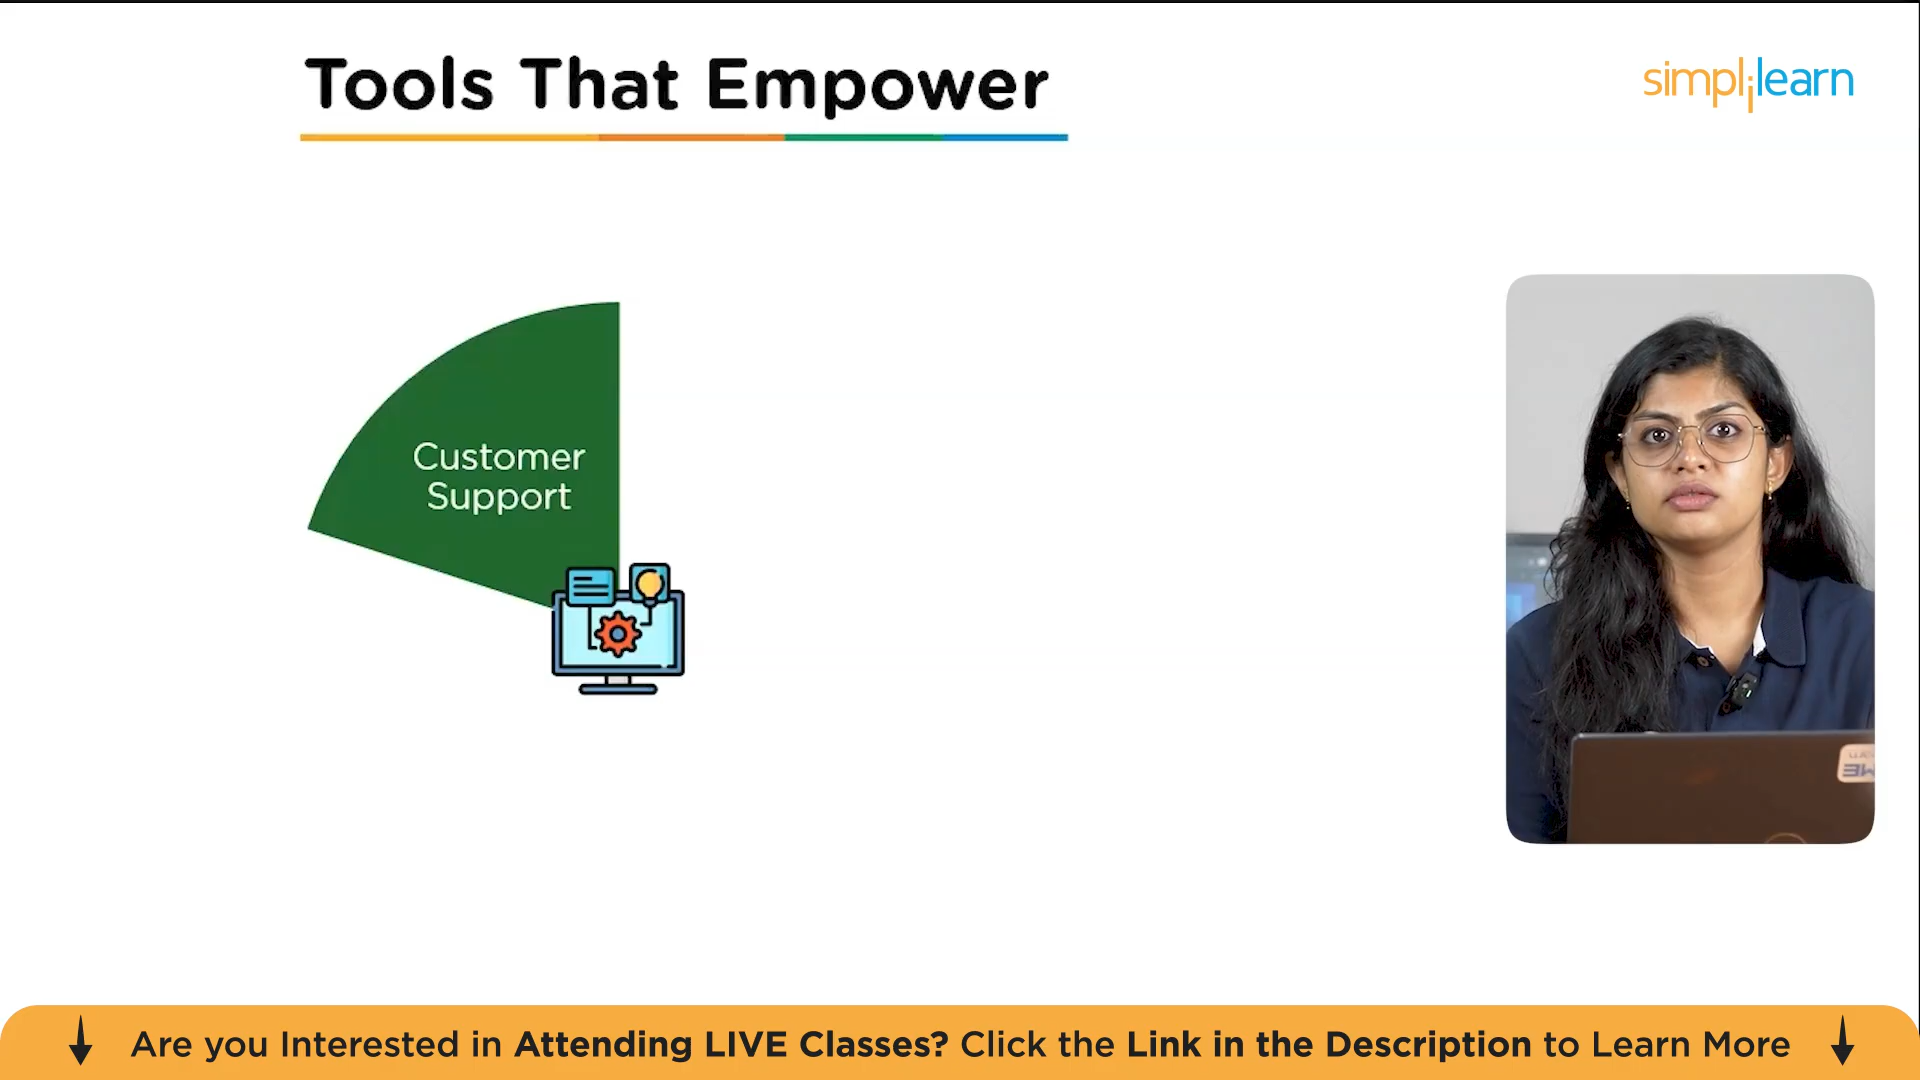 Tools That Empower
simplilearn
Customer
Support
Are you Interested in Attending LIVE Classes? Click the Link in the Description to Learn More